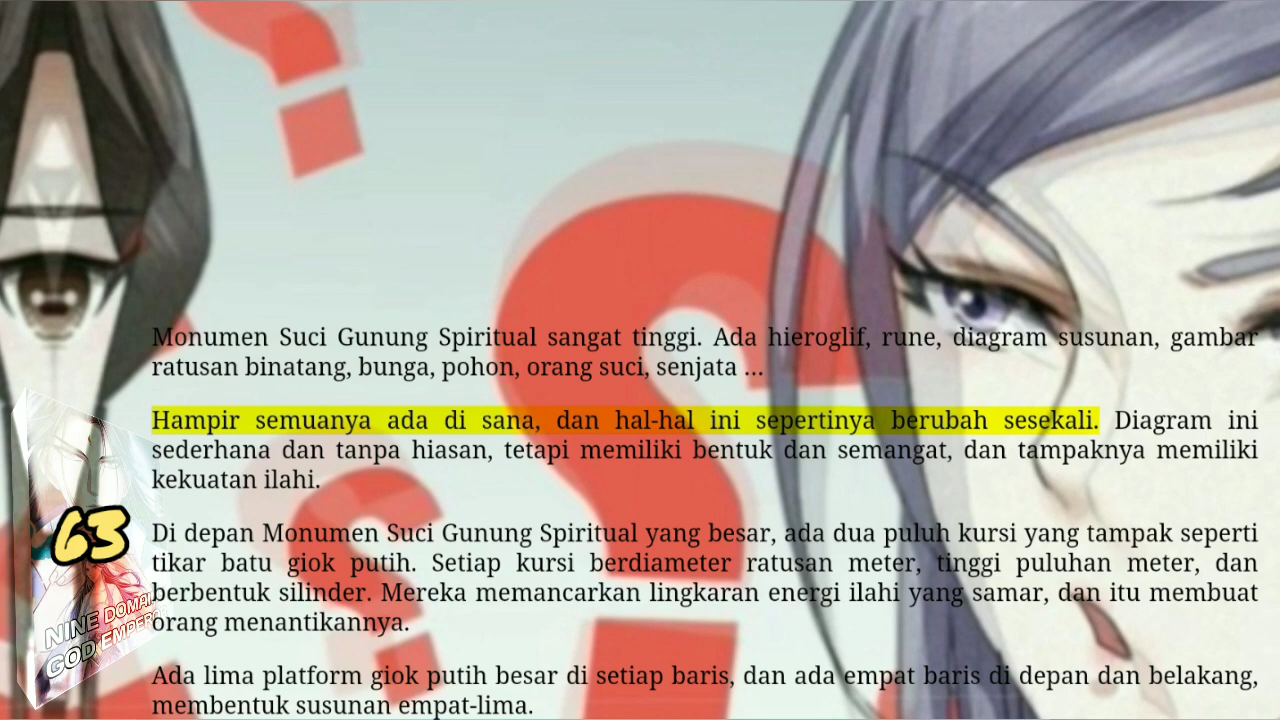 Monumen Suci Gunung Spiritual sangat tinggi. Ada hieroglif, rune, diagram susunan, gambar
ratusan binatang, bunga, pohon, orang suci, senjata ...
Hampir semuanya ada di sana, dan hal-hal ini sepertinya berubah sesekali. Diagram ini
sederhana dan tanpa hiasan, tetapi memiliki bentuk dan semangat, dan tampaknya memiliki
kekuatan ilahi.
Di depan Monumen Suci Gunung Spiritual yang besar, ada dua puluh kursi yang tampak seperti
tikar batu giok putih. Setiap kursi berdiameter ratusan meter, tinggi puluhan meter, dan
berbentuk silinder. Mereka memancarkan lingkaran energi ilahi yang samar, dan itu membuat
orang menantikannya.
Ada lima platform giok putih besar di setiap baris, dan ada empat baris di depan dan belakang,
membentuk susunan empat-lima.
63
NINE DOMAI
GOD EMPERO
? ? ?